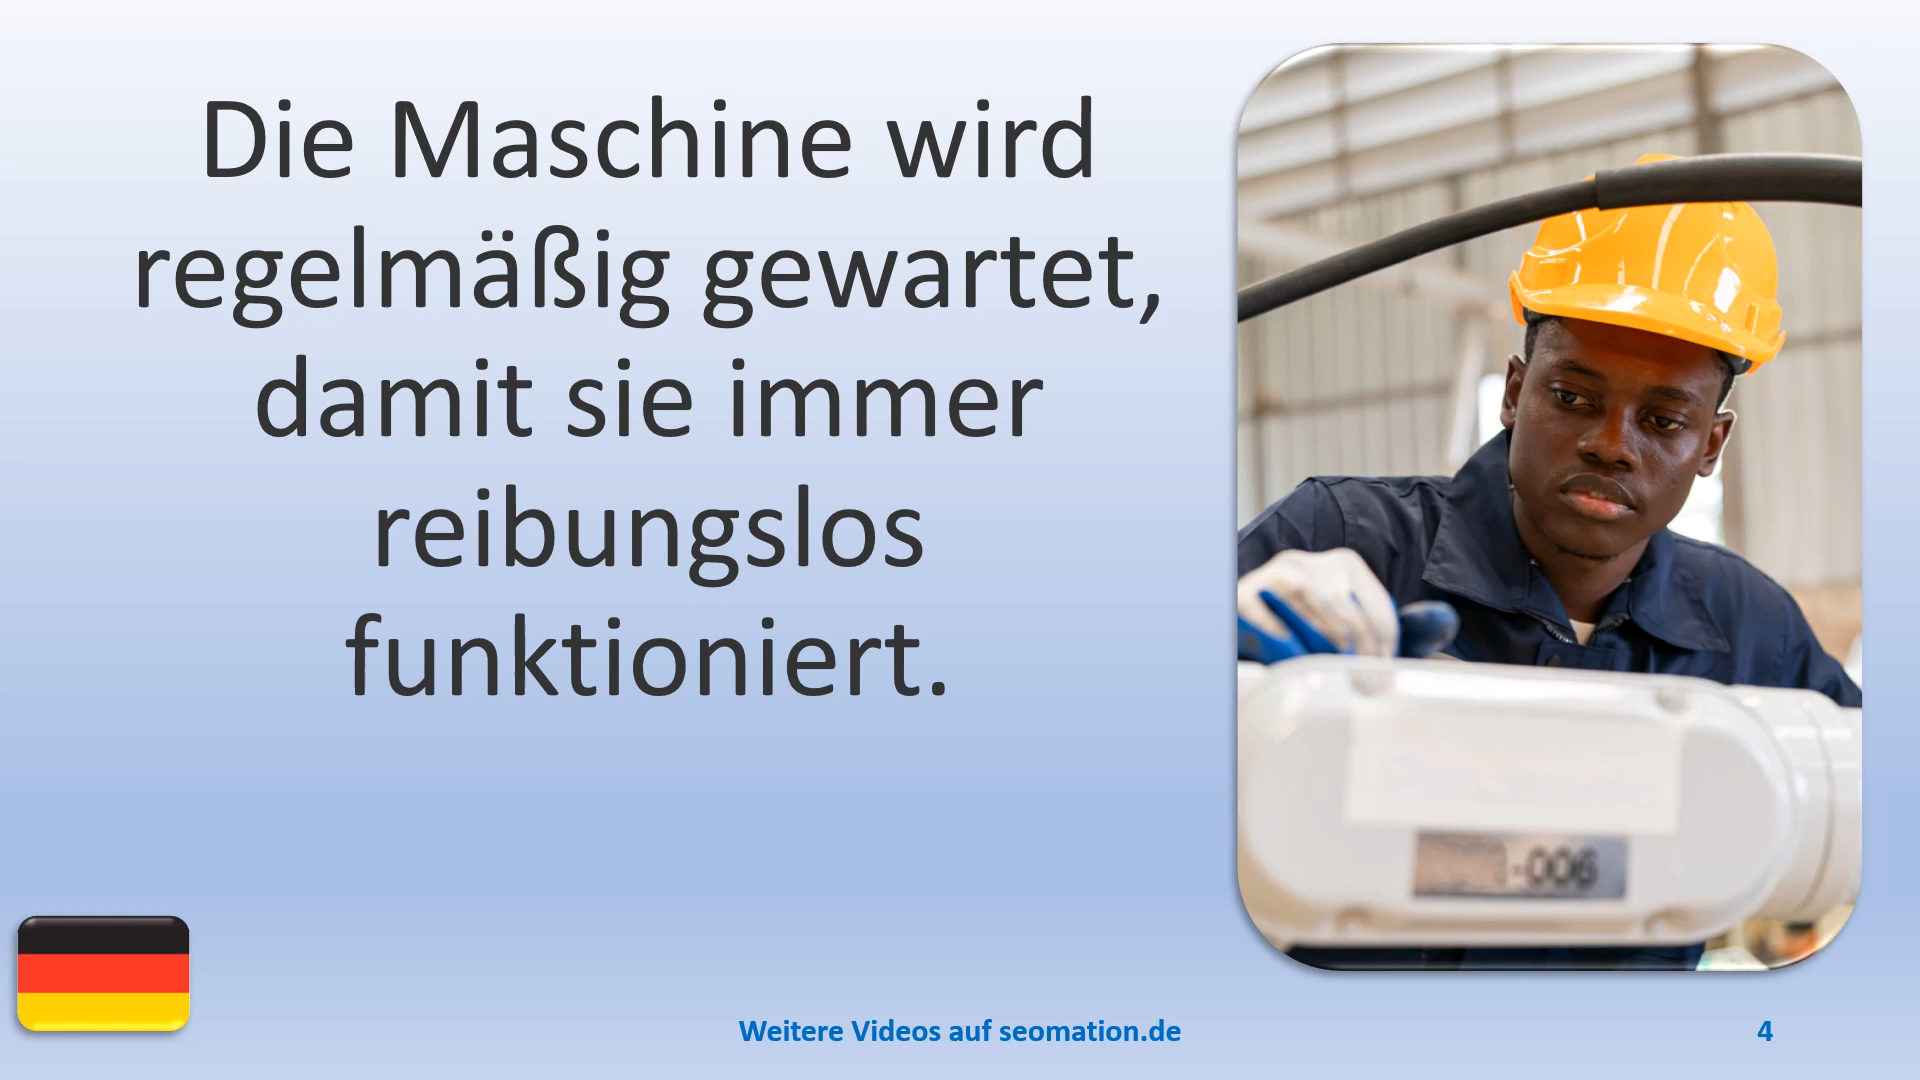 Die Maschine wird
regelmäßig gewartet,
damit sie immer
reibungslos
funktioniert.
-006
Weitere Videos auf seomation.de
4